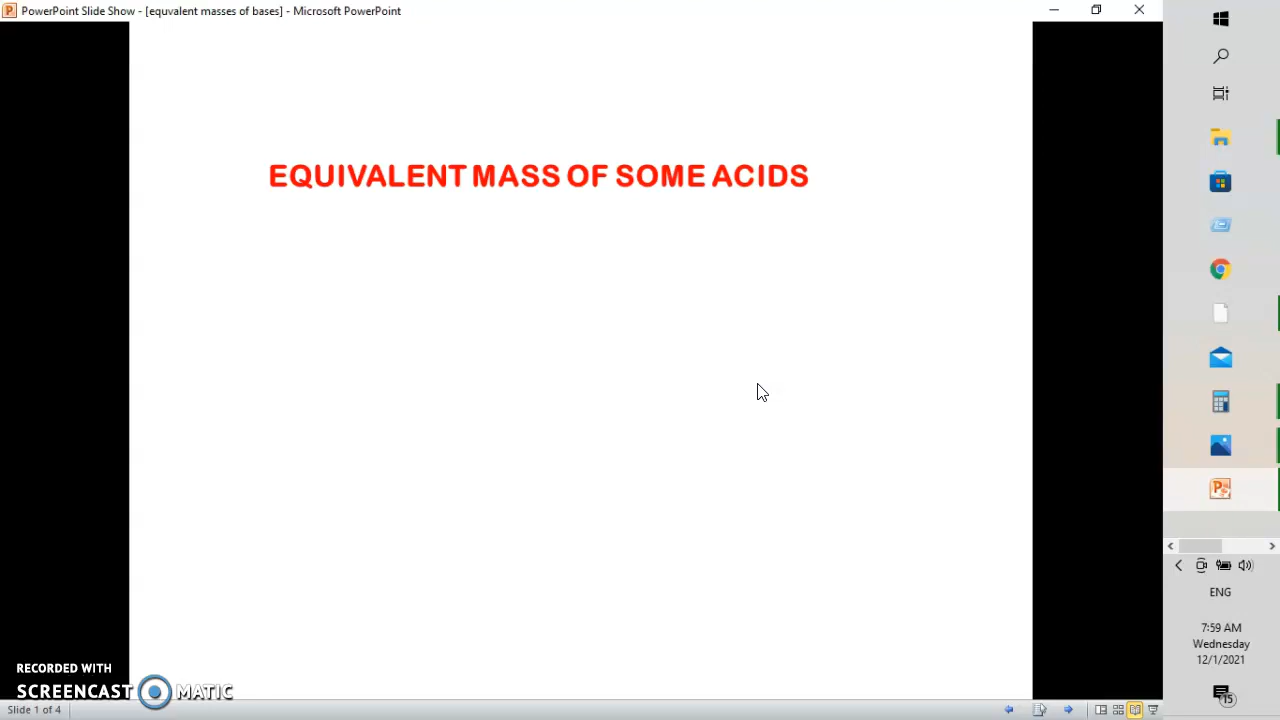 PowerPoint Slide Show - [equvalent masses of bases] - Microsoft PowerPoint
EQUIVALENT MASS OF SOME ACIDS
ENG
7:59 AM
Wednesday
12/1/2021
15
RECORDED WITH
SCREENCAST MATIC
Slide 1 of 4